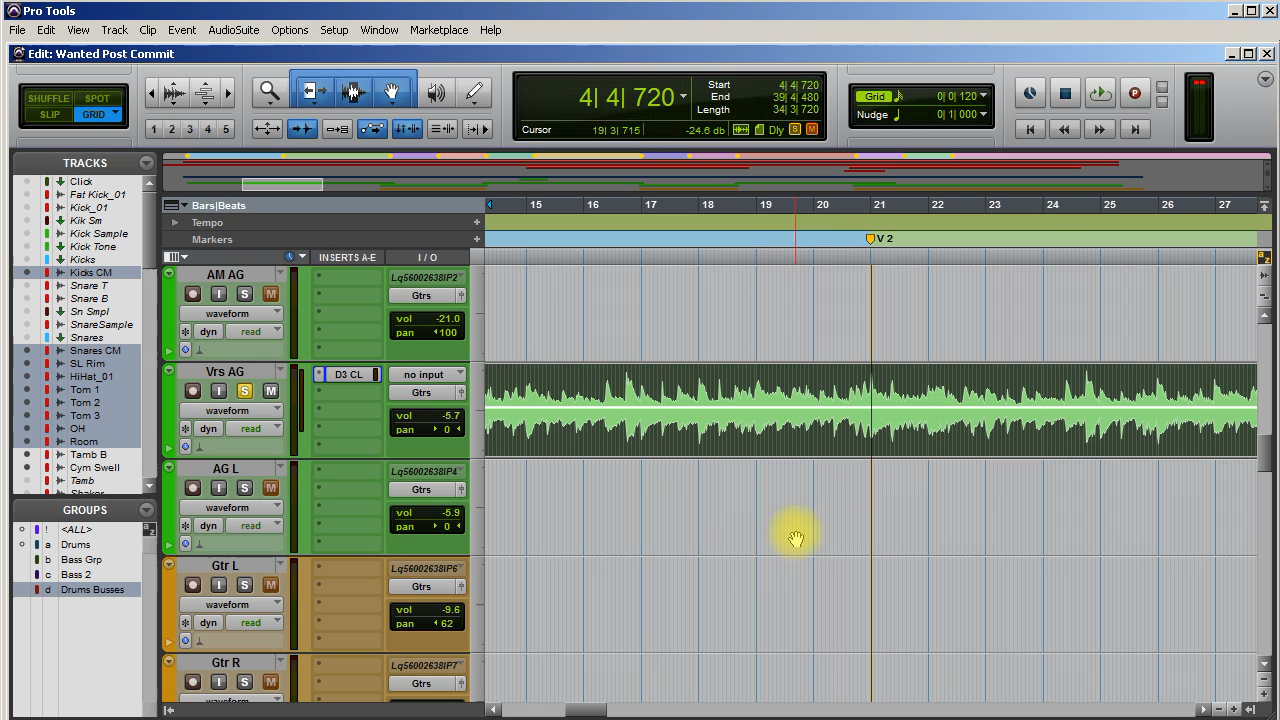 Pro Tools
File Edit View Track Clip Event AudioSuite Options Setup Window Marketplace Help
Edit: Wanted Post Commit
SHUFFLE SPOT
SLIP GRID
1 2 3 4 5
4| 4| 720
Start 4| 4| 720
End 39| 4| 480
Length 34| 3| 720
Cursor 19| 3| 715 -24.6 db Dly S M
Grid 0| 0| 120
Nudge 0| 1| 000
P
TRACKS
Click
Fat Kick_01
Kick_01
Kik Sm
Kick Sample
Kick Tone
Kicks
Kicks CM
Snare T
Snare B
Sn Smpl
SnareSample
Snares
Snares CM
SL Rim
HiHat_01
Tom 1
Tom 2
Tom 3
OH
Room
Tamb B
Cym Swell
Tamb
Shaker
GROUPS
! <ALL>
a Drums
b Bass Grp
c Bass 2
d Drums Busses
Bars|Beats 15 16 17 18 19 20 21 22 23 24 25 26 27
Tempo
Markers V 2
INSERTS A-E I / O
AM AG Lq56002638IP2
I S M Gtrs
waveform vol -21.0
dyn read pan 100
Vrs AG D3 CL no input
I S M Gtrs
waveform vol -5.7
dyn read pan 0
AG L Lq56002638IP4
I S M Gtrs
waveform vol -5.9
dyn read pan 0
Gtr L Lq56002638IP6
I S M Gtrs
waveform vol -9.6
dyn read pan 62
Gtr R Lq56002638IP7
I S M Gtrs
waveform